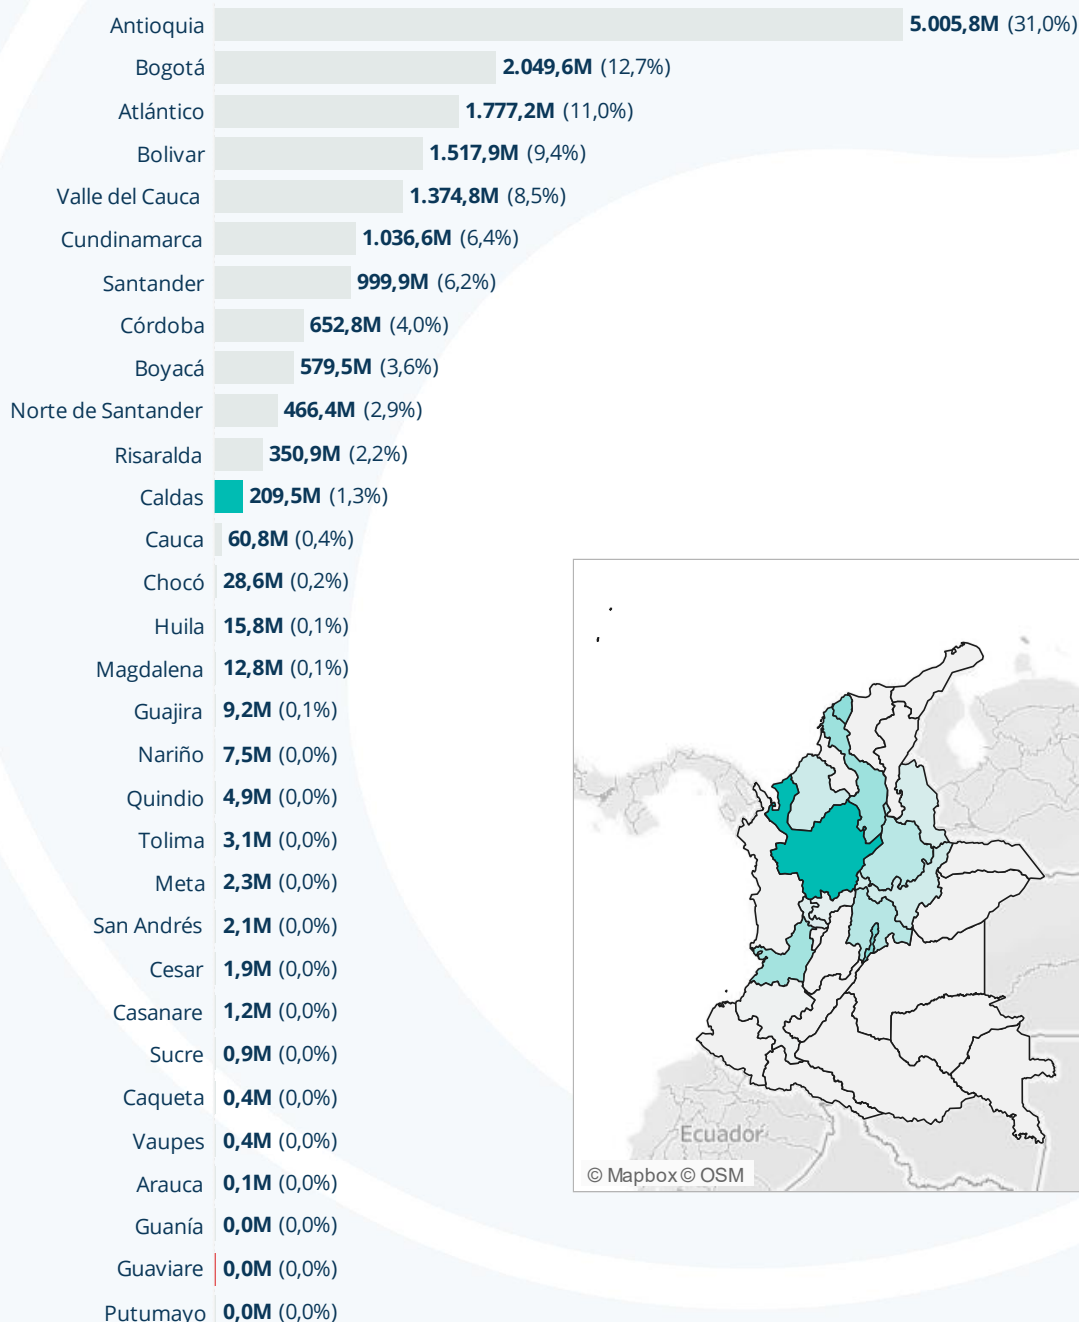 Antioquia 5.005,8M (31,0%)
Bogotá 2.049,6M (12,7%)
Atlántico 1.777,2M (11,0%)
Bolivar 1.517,9M (9,4%)
Valle del Cauca 1.374,8M (8,5%)
Cundinamarca 1.036,6M (6,4%)
Santander 999,9M (6,2%)
Córdoba 652,8M (4,0%)
Boyacá 579,5M (3,6%)
Norte de Santander 466,4M (2,9%)
Risaralda 350,9M (2,2%)
Caldas 209,5M (1,3%)
Cauca 60,8M (0,4%)
Chocó 28,6M (0,2%)
Huila 15,8M (0,1%)
Magdalena 12,8M (0,1%)
Guajira 9,2M (0,1%)
Nariño 7,5M (0,0%)
Quindio 4,9M (0,0%)
Tolima 3,1M (0,0%)
Meta 2,3M (0,0%)
San Andrés 2,1M (0,0%)
Cesar 1,9M (0,0%)
Casanare 1,2M (0,0%)
Sucre 0,9M (0,0%)
Caqueta 0,4M (0,0%)
Vaupes 0,4M (0,0%)
Arauca 0,1M (0,0%)
Guanía 0,0M (0,0%)
Guaviare 0,0M (0,0%)
Putumayo 0,0M (0,0%)
Ecuador
© Mapbox © OSM